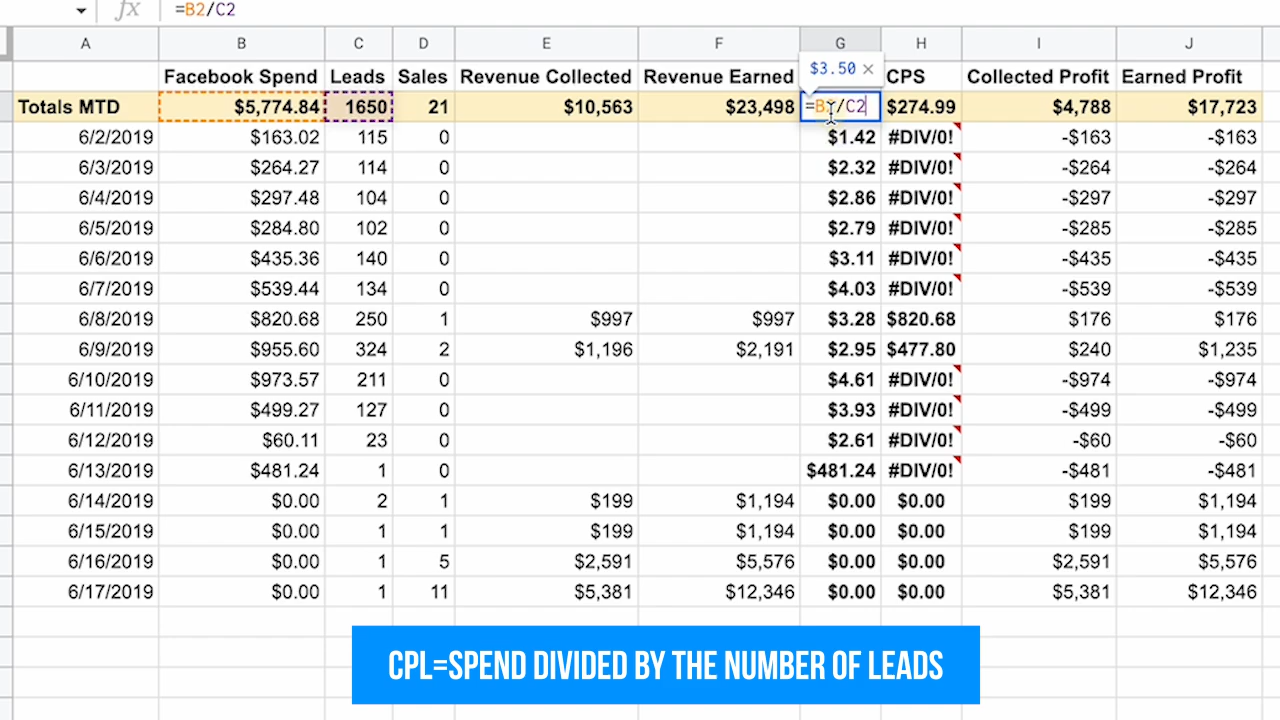 fx =B2/C2
A B C D E F G H I J
$3.50 ×
Facebook Spend Leads Sales Revenue Collected Revenue Earned CPS Collected Profit Earned Profit
Totals MTD $5,774.84 1650 21 $10,563 $23,498 =B2/C2 $274.99 $4,788 $17,723
6/2/2019 $163.02 115 0 $1.42 #DIV/0! -$163 -$163
6/3/2019 $264.27 114 0 $2.32 #DIV/0! -$264 -$264
6/4/2019 $297.48 104 0 $2.86 #DIV/0! -$297 -$297
6/5/2019 $284.80 102 0 $2.79 #DIV/0! -$285 -$285
6/6/2019 $435.36 140 0 $3.11 #DIV/0! -$435 -$435
6/7/2019 $539.44 134 0 $4.03 #DIV/0! -$539 -$539
6/8/2019 $820.68 250 1 $997 $997 $3.28 $820.68 $176 $176
6/9/2019 $955.60 324 2 $1,196 $2,191 $2.95 $477.80 $240 $1,235
6/10/2019 $973.57 211 0 $4.61 #DIV/0! -$974 -$974
6/11/2019 $499.27 127 0 $3.93 #DIV/0! -$499 -$499
6/12/2019 $60.11 23 0 $2.61 #DIV/0! -$60 -$60
6/13/2019 $481.24 1 0 $481.24 #DIV/0! -$481 -$481
6/14/2019 $0.00 2 1 $199 $1,194 $0.00 $0.00 $199 $1,194
6/15/2019 $0.00 1 1 $199 $1,194 $0.00 $0.00 $199 $1,194
6/16/2019 $0.00 1 5 $2,591 $5,576 $0.00 $0.00 $2,591 $5,576
6/17/2019 $0.00 1 11 $5,381 $12,346 $0.00 $0.00 $5,381 $12,346
CPL=SPEND DIVIDED BY THE NUMBER OF LEADS